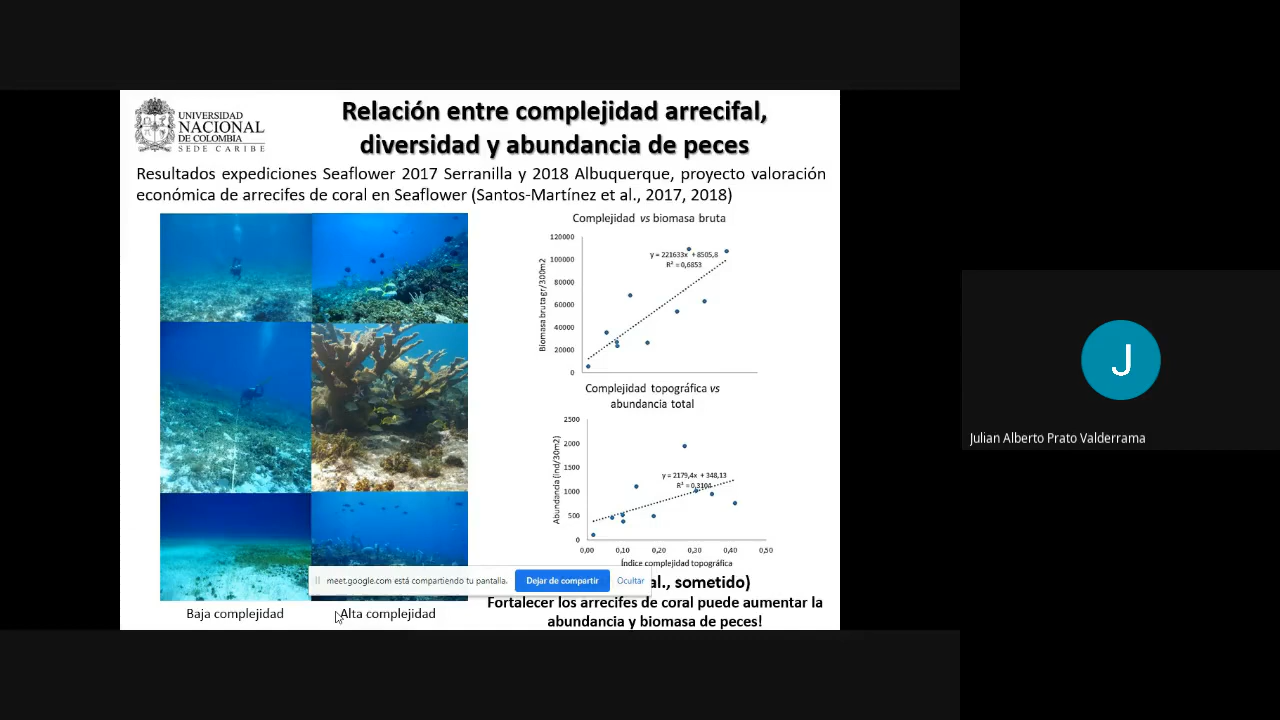 UNIVERSIDAD
NACIONAL
DE COLOMBIA
SEDE CARIBE
Relación entre complejidad arrecifal,
diversidad y abundancia de peces
Resultados expediciones Seaflower 2017 Serranilla y 2018 Albuquerque, proyecto valoración
económica de arrecifes de coral en Seaflower (Santos-Martínez et al., 2017, 2018)
Complejidad vs biomasa bruta
120000
100000
80000
60000
40000
20000
0
Biomasa bruta gr/300m2
y = 221633x + 8505,8
R² = 0,6853
Complejidad topográfica vs
abundancia total
2500
2000
1500
1000
500
0
Abundancia (Ind/30m2)
y = 2179,4x + 348,13
R² = 0,3104
0,00 0,10 0,20 0,30 0,40 0,50
Índice complejidad topográfica
meet.google.com está compartiendo tu pantalla.
Dejar de compartir
Ocultar
al., sometido)
Fortalecer los arrecifes de coral puede aumentar la
abundancia y biomasa de peces!
Baja complejidad
Alta complejidad
J
Julian Alberto Prato Valderrama